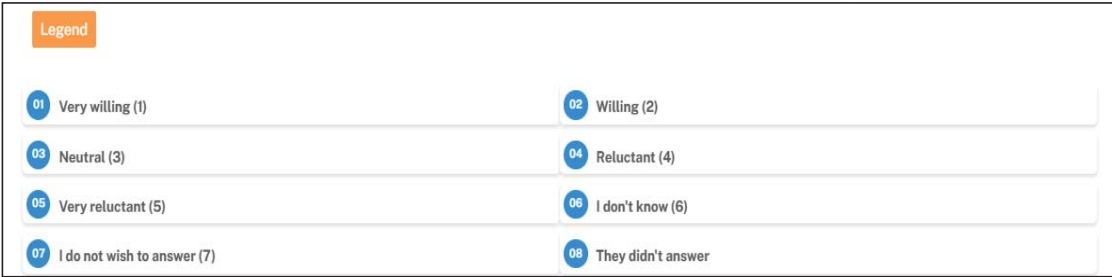 Legend
01 Very willing (1)
02 Willing (2)
03 Neutral (3)
04 Reluctant (4)
05 Very reluctant (5)
06 I don't know (6)
07 I do not wish to answer (7)
08 They didn't answer